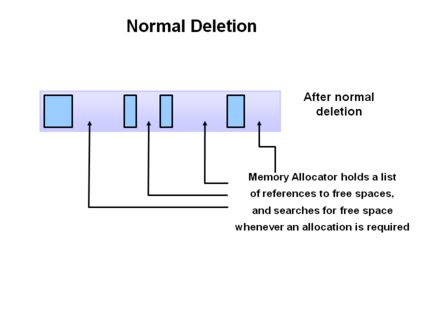 Normal Deletion
After normal
deletion
Memory Allocator holds a list
of references to free spaces,
and searches for free space
whenever an allocation is required